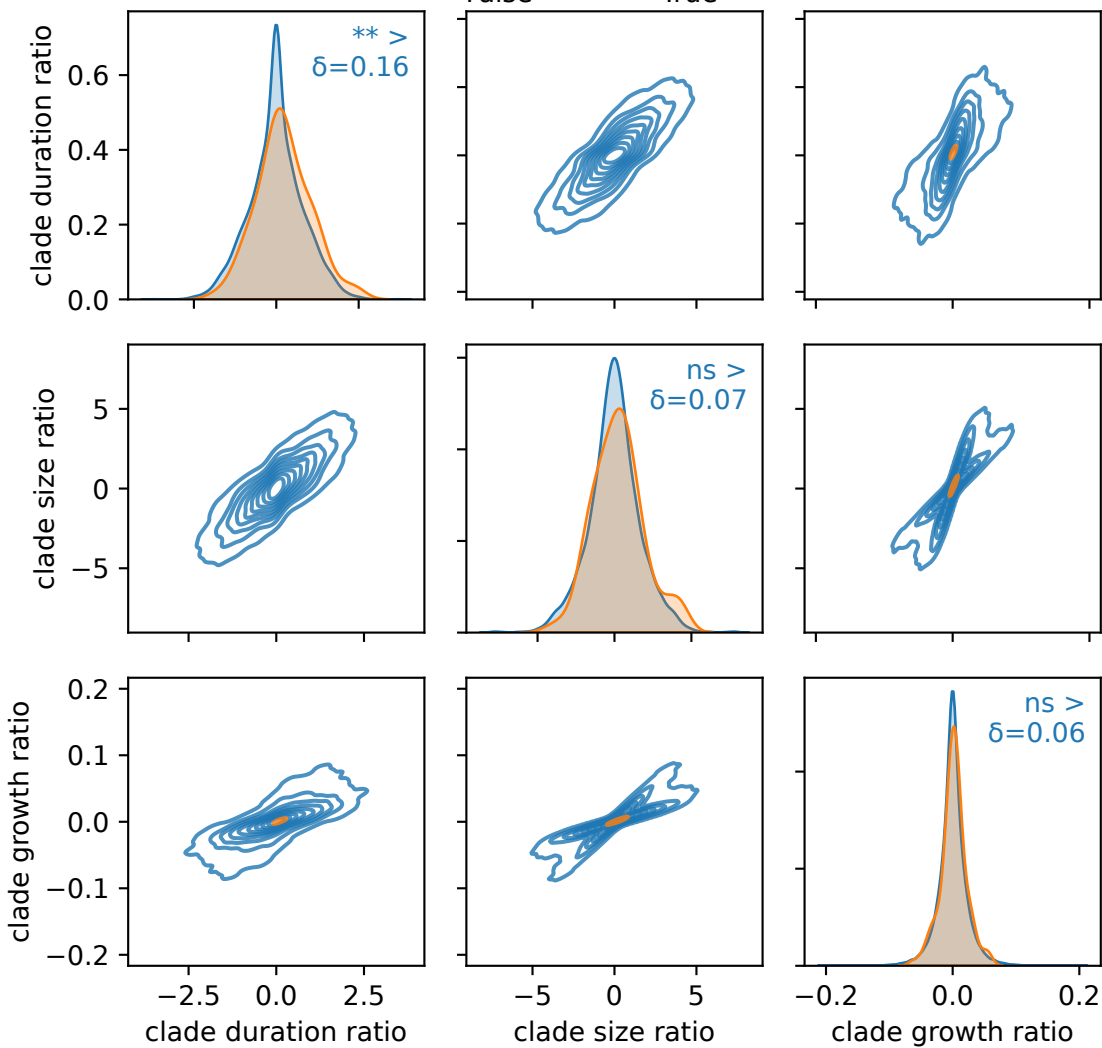 ** >
δ=0.16
clade duration ratio
0.6
0.4
0.2
0.0
ns >
δ=0.07
clade size ratio
5
0
−5
ns >
δ=0.06
clade growth ratio
0.2
0.1
0.0
−0.1
−0.2
−2.5 0.0 2.5
−5 0 5
−0.2 0.0 0.2
clade duration ratio
clade size ratio
clade growth ratio